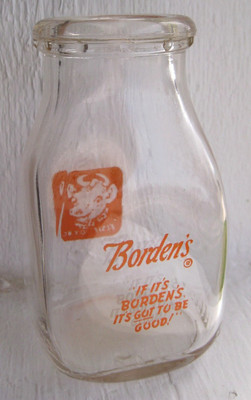 Borden's
®
"IF IT'S
BORDEN'S,
IT'S GOT TO BE
GOOD!"